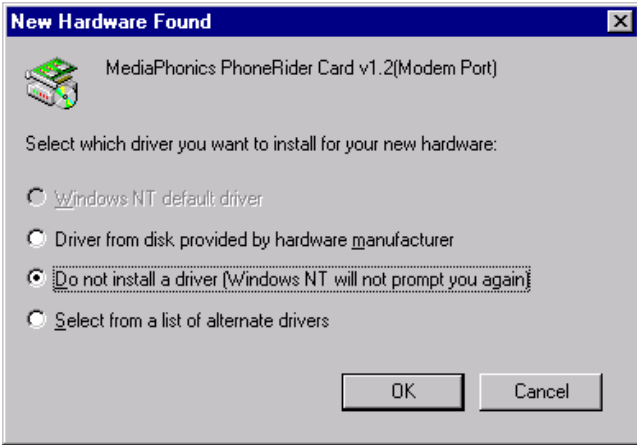 New Hardware Found
MediaPhonics PhoneRider Card v1.2(Modem Port)
Select which driver you want to install for your new hardware:
Windows NT default driver
Driver from disk provided by hardware manufacturer
Do not install a driver (Windows NT will not prompt you again)
Select from a list of alternate drivers
OK
Cancel